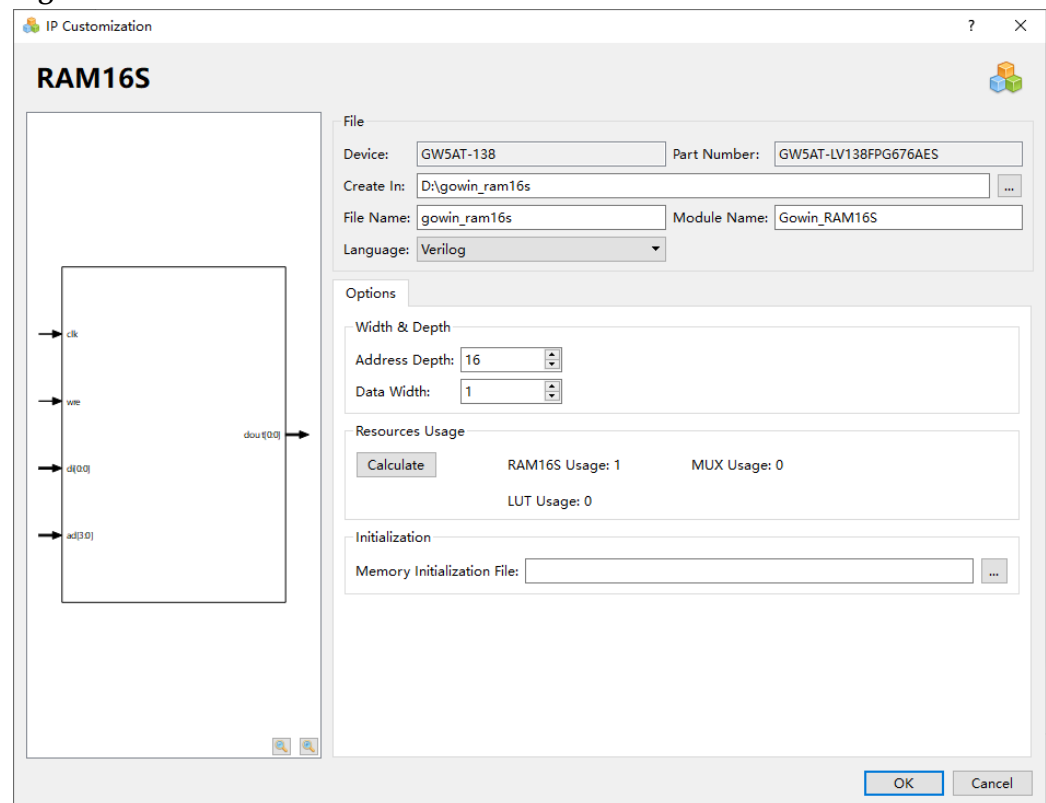 IP Customization
?
×
RAM16S
File
Device: GW5AT-138 Part Number: GW5AT-LV138FPG676AES
Create In: D:\gowin_ram16s ...
File Name: gowin_ram16s Module Name: Gowin_RAM16S
Language: Verilog
Options
Width & Depth
Address Depth: 16
Data Width: 1
Resources Usage
Calculate RAM16S Usage: 1 MUX Usage: 0
LUT Usage: 0
Initialization
Memory Initialization File: ...
clk
wre
dout[0:0]
di[0:0]
ad[3:0]
OK Cancel